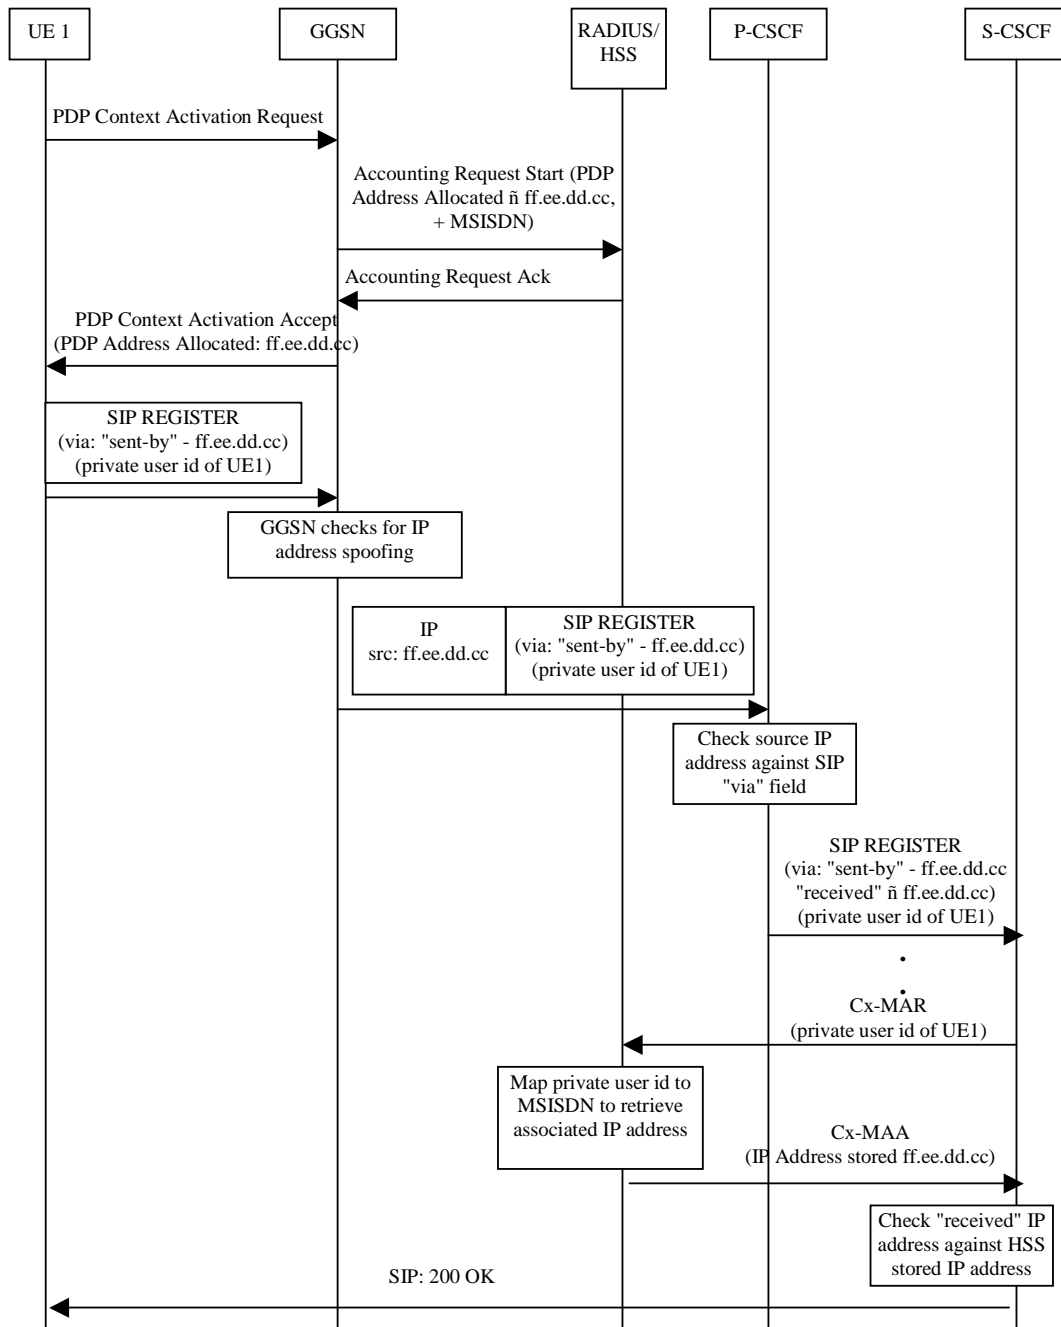 UE 1
GGSN
RADIUS/
HSS
P-CSCF
S-CSCF
PDP Context Activation Request
Accounting Request Start (PDP
Address Allocated ñ ff.ee.dd.cc,
+ MSISDN)
Accounting Request Ack
PDP Context Activation Accept
(PDP Address Allocated: ff.ee.dd.cc)
SIP REGISTER
(via: "sent-by" - ff.ee.dd.cc)
(private user id of UE1)
GGSN checks for IP
address spoofing
IP
src: ff.ee.dd.cc
SIP REGISTER
(via: "sent-by" - ff.ee.dd.cc)
(private user id of UE1)
Check source IP
address against SIP
"via" field
SIP REGISTER
(via: "sent-by" - ff.ee.dd.cc
"received" ñ ff.ee.dd.cc)
(private user id of UE1)
.
.
Cx-MAR
(private user id of UE1)
Map private user id to
MSISDN to retrieve
associated IP address
Cx-MAA
(IP Address stored ff.ee.dd.cc)
Check "received" IP
address against HSS
stored IP address
SIP: 200 OK